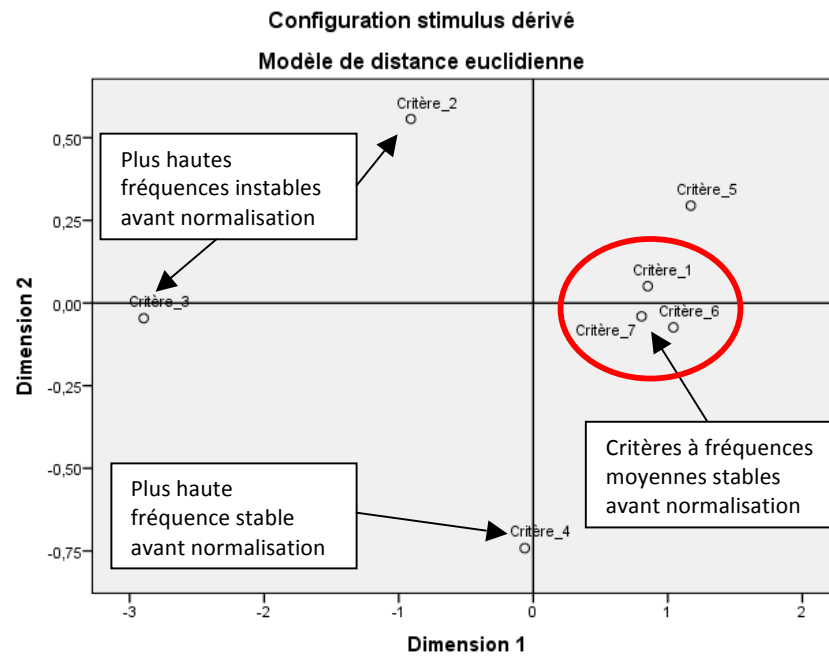 Configuration stimulus dérivé
Modèle de distance euclidienne
Critère_2
0,50
Plus hautes
fréquences instables
avant normalisation
Critère_5
0,25
Critère_1
Dimension 2
0,00
Critère_3
Critère_6
Critère_7
-0,25
Critères à fréquences
moyennes stables
avant normalisation
-0,50
Plus haute
fréquence stable
avant normalisation
Critère_4
-0,75
-3
-2
-1
0
1
2
Dimension 1